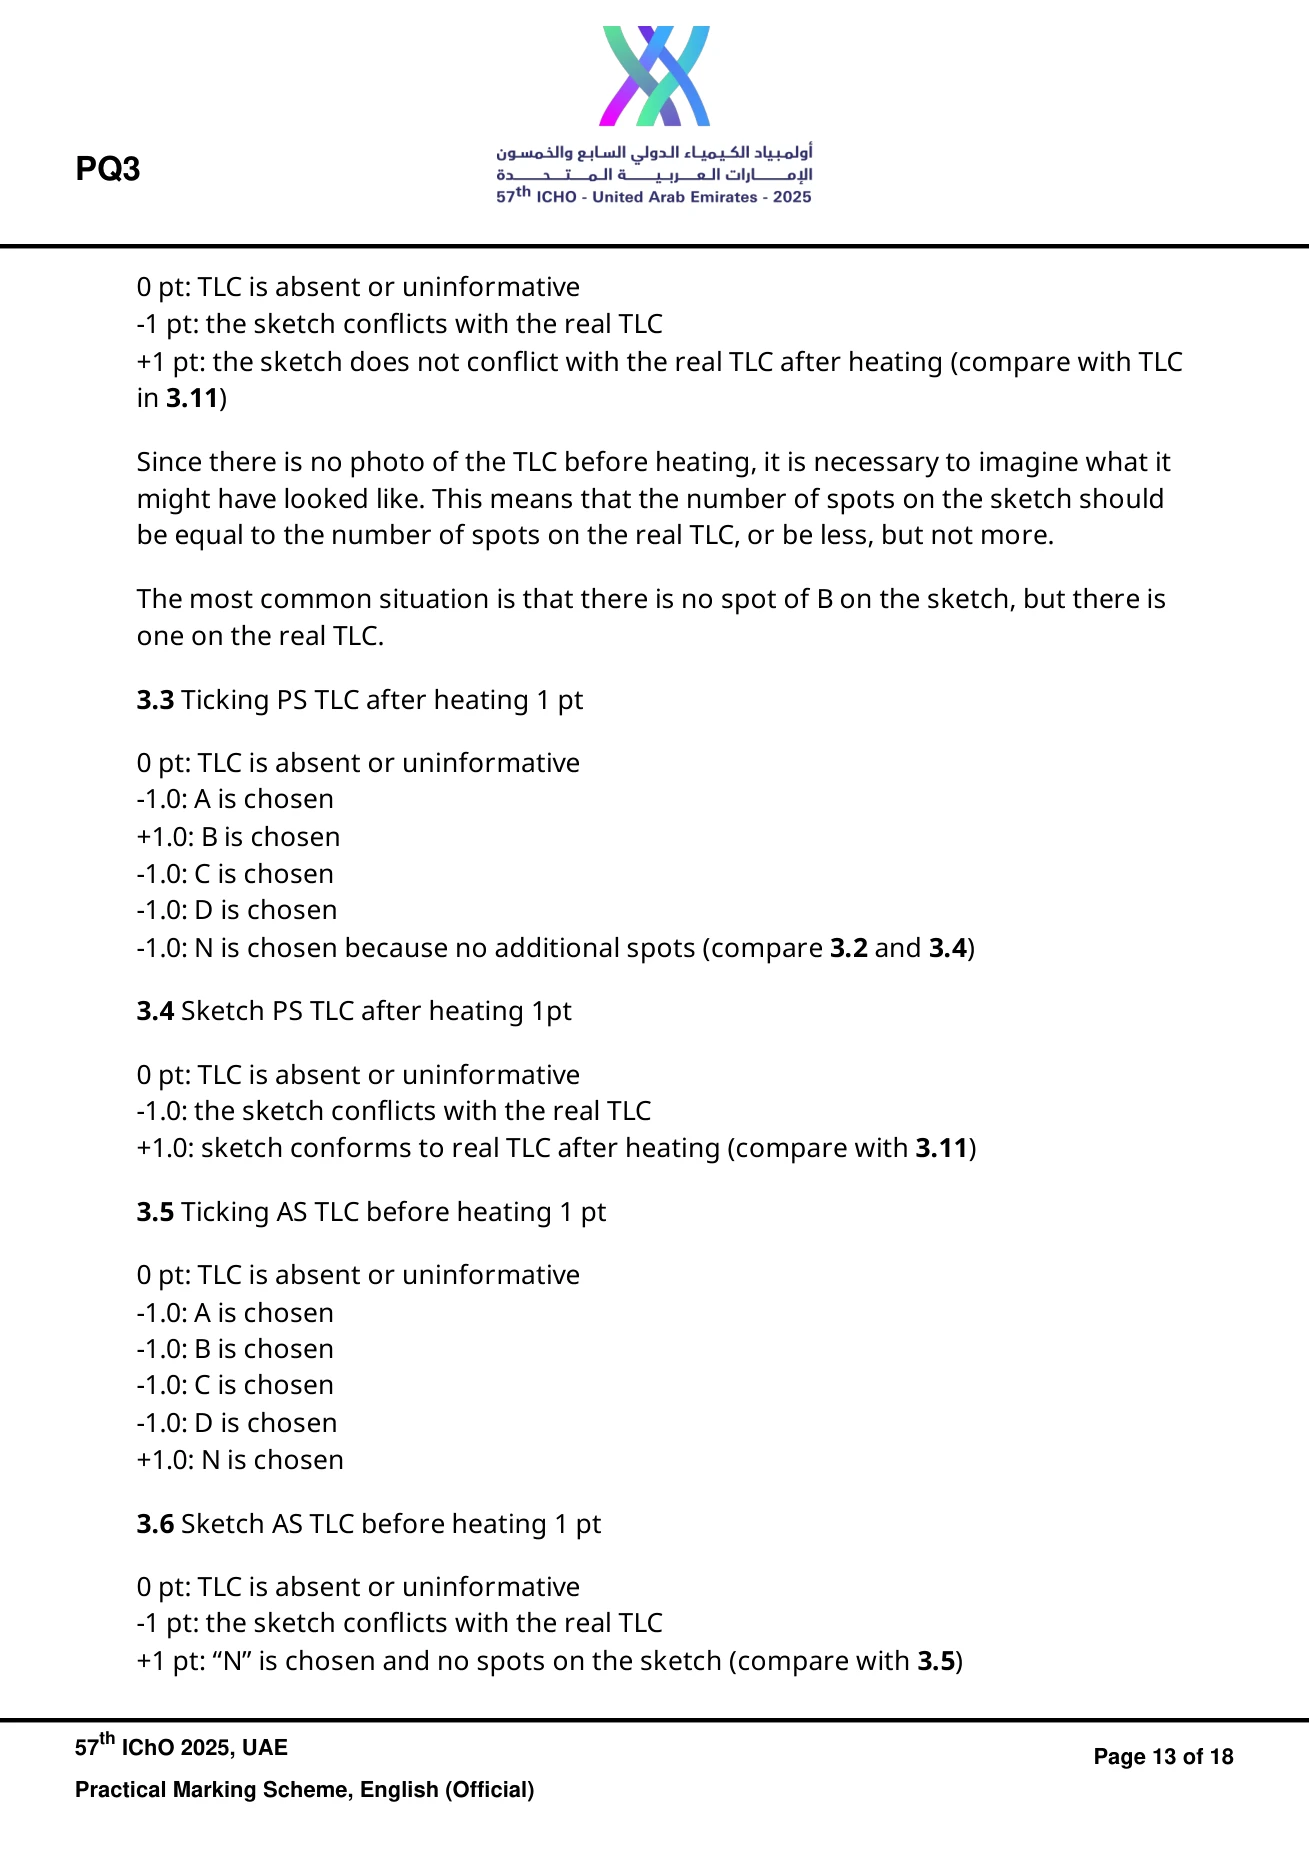 PQ3
أولمبياد الكيمياء الدولي السابع والخمسون
الإمارات العربية المتحدة
57th ICHO - United Arab Emirates - 2025
0 pt: TLC is absent or uninformative
-1 pt: the sketch conflicts with the real TLC
+1 pt: the sketch does not conflict with the real TLC after heating (compare with TLC
in 3.11)
Since there is no photo of the TLC before heating, it is necessary to imagine what it
might have looked like. This means that the number of spots on the sketch should
be equal to the number of spots on the real TLC, or be less, but not more.
The most common situation is that there is no spot of B on the sketch, but there is
one on the real TLC.
3.3 Ticking PS TLC after heating 1 pt
0 pt: TLC is absent or uninformative
-1.0: A is chosen
+1.0: B is chosen
-1.0: C is chosen
-1.0: D is chosen
-1.0: N is chosen because no additional spots (compare 3.2 and 3.4)
3.4 Sketch PS TLC after heating 1pt
0 pt: TLC is absent or uninformative
-1.0: the sketch conflicts with the real TLC
+1.0: sketch conforms to real TLC after heating (compare with 3.11)
3.5 Ticking AS TLC before heating 1 pt
0 pt: TLC is absent or uninformative
-1.0: A is chosen
-1.0: B is chosen
-1.0: C is chosen
-1.0: D is chosen
+1.0: N is chosen
3.6 Sketch AS TLC before heating 1 pt
0 pt: TLC is absent or uninformative
-1 pt: the sketch conflicts with the real TLC
+1 pt: “N” is chosen and no spots on the sketch (compare with 3.5)
57th IChO 2025, UAE
Page 13 of 18
Practical Marking Scheme, English (Official)